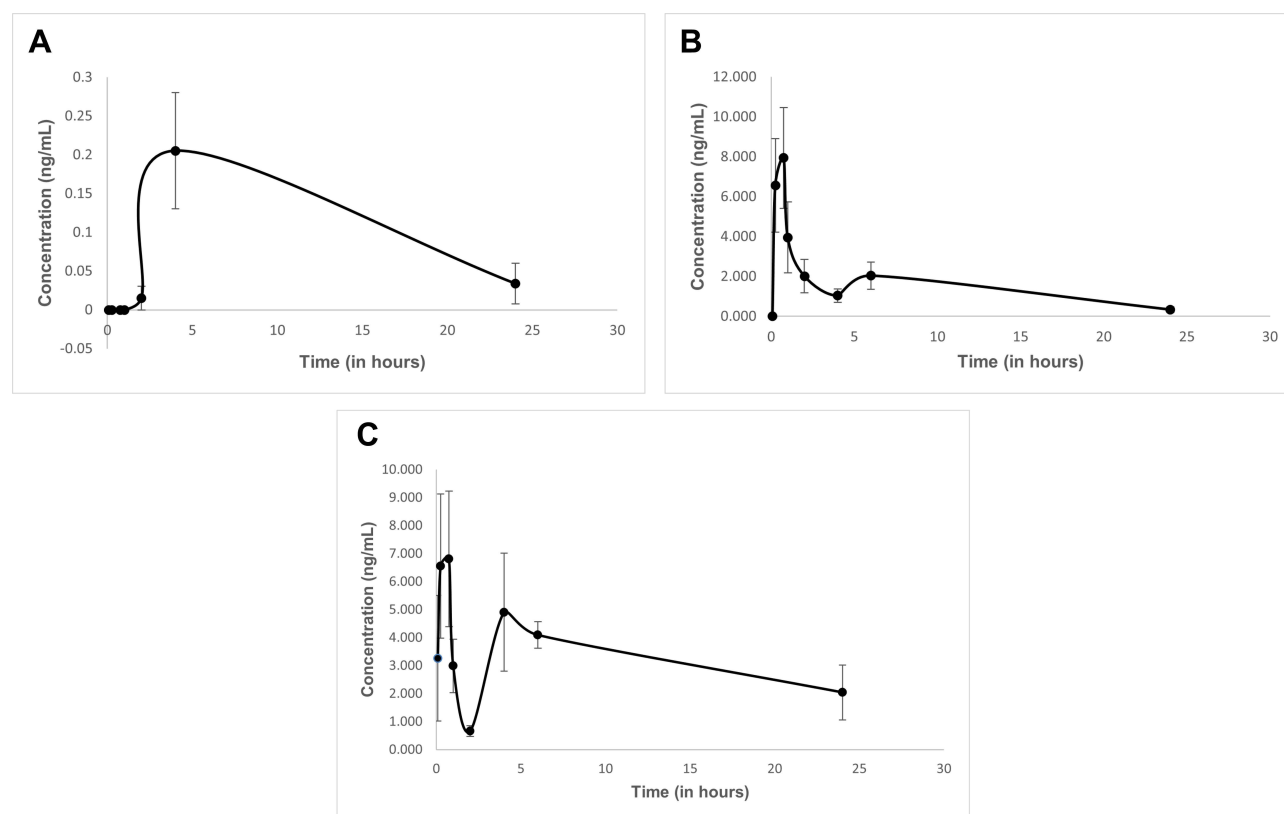 A
Concentration (ng/mL)
0.3
0.25
0.2
0.15
0.1
0.05
0
-0.05
0 5 10 15 20 25 30
Time (in hours)
B
Concentration (ng/mL)
12.000
10.000
8.000
6.000
4.000
2.000
0.000
0 5 10 15 20 25 30
Time (in hours)
C
Concentration (ng/mL)
10.000
9.000
8.000
7.000
6.000
5.000
4.000
3.000
2.000
1.000
0.000
0 5 10 15 20 25 30
Time (in hours)